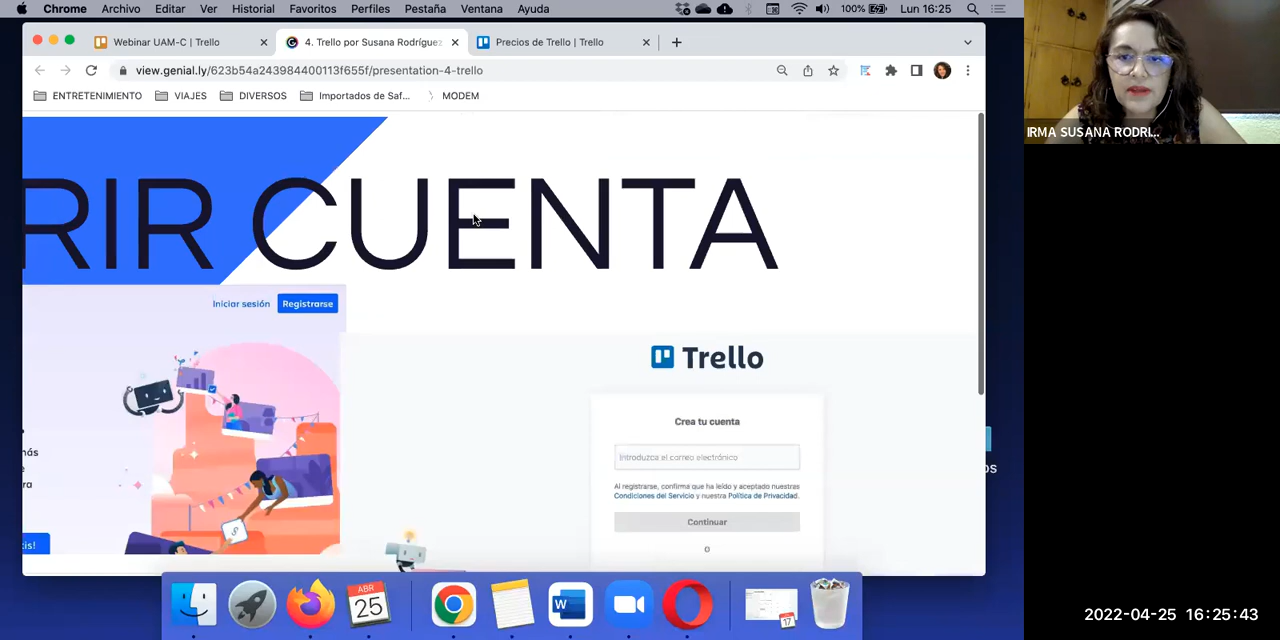 Chrome Archivo Editar Ver Historial Favoritos Perfiles Pestaña Ventana Ayuda 100% Lun 16:25
Webinar UAM-C | Trello
4. Trello por Susana Rodríguez
Precios de Trello | Trello
view.genial.ly/623b54a243984400113f655f/presentation-4-trello
ENTRETENIMIENTO VIAJES DIVERSOS Importados de Saf... MODEM
RIR CUENTA
Iniciar sesión Registrarse
Trello
Crea tu cuenta
Introduzca el correo electrónico
Al registrarse, confirma que ha leído y aceptado nuestras
Condiciones del Servicio y nuestra Política de Privacidad.
Continuar
O
nás
e
ra
tis!
os
ABR
25
17
IRMA SUSANA RODRI...
2022-04-25 16:25:43